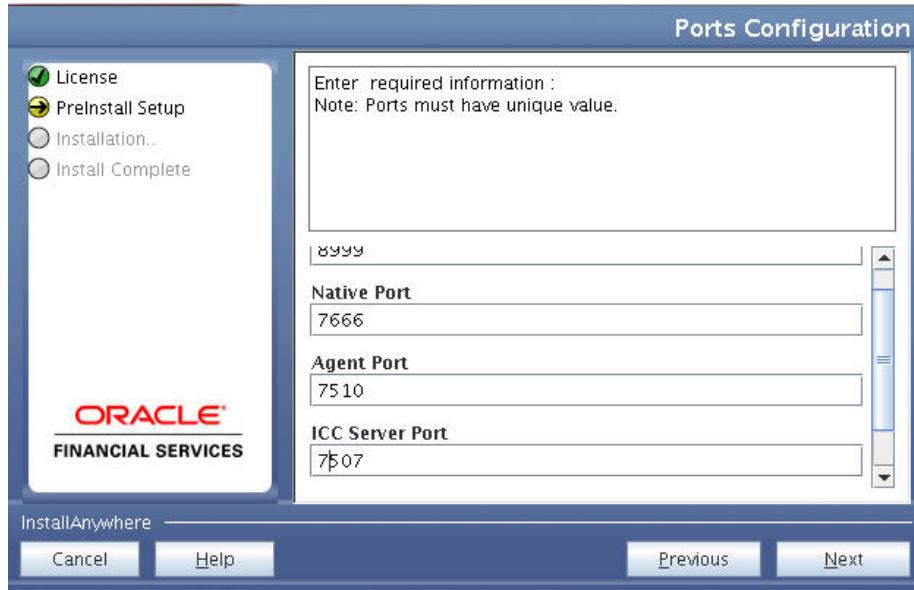 Ports Configuration
License
PreInstall Setup
Installation..
Install Complete
Enter required information :
Note: Ports must have unique value.
8999
Native Port
7666
Agent Port
7510
ICC Server Port
7507
ORACLE
FINANCIAL SERVICES
InstallAnywhere
Cancel
Help
Previous
Next